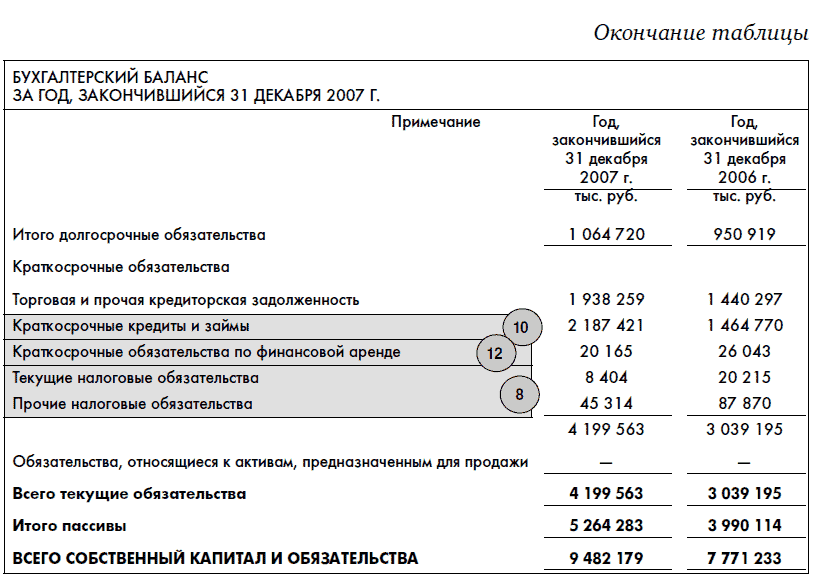 Окончание таблицы
БУХГАЛТЕРСКИЙ БАЛАНС
ЗА ГОД, ЗАКОНЧИВШИЙСЯ 31 ДЕКАБРЯ 2007 Г.
Примечание Год, Год,
закончившийся закончившийся
31 декабря 31 декабря
2007 г. 2006 г.
тыс. руб. тыс. руб.
Итого долгосрочные обязательства 1 064 720 950 919
Краткосрочные обязательства
Торговая и прочая кредиторская задолженность 1 938 259 1 440 297
Краткосрочные кредиты и займы 10 2 187 421 1 464 770
Краткосрочные обязательства по финансовой аренде 12 20 165 26 043
Текущие налоговые обязательства 8 404 20 215
8
Прочие налоговые обязательства 45 314 87 870
4 199 563 3 039 195
Обязательства, относящиеся к активам, предназначенным для продажи — —
Всего текущие обязательства 4 199 563 3 039 195
Итого пассивы 5 264 283 3 990 114
ВСЕГО СОБСТВЕННЫЙ КАПИТАЛ И ОБЯЗАТЕЛЬСТВА 9 482 179 7 771 233